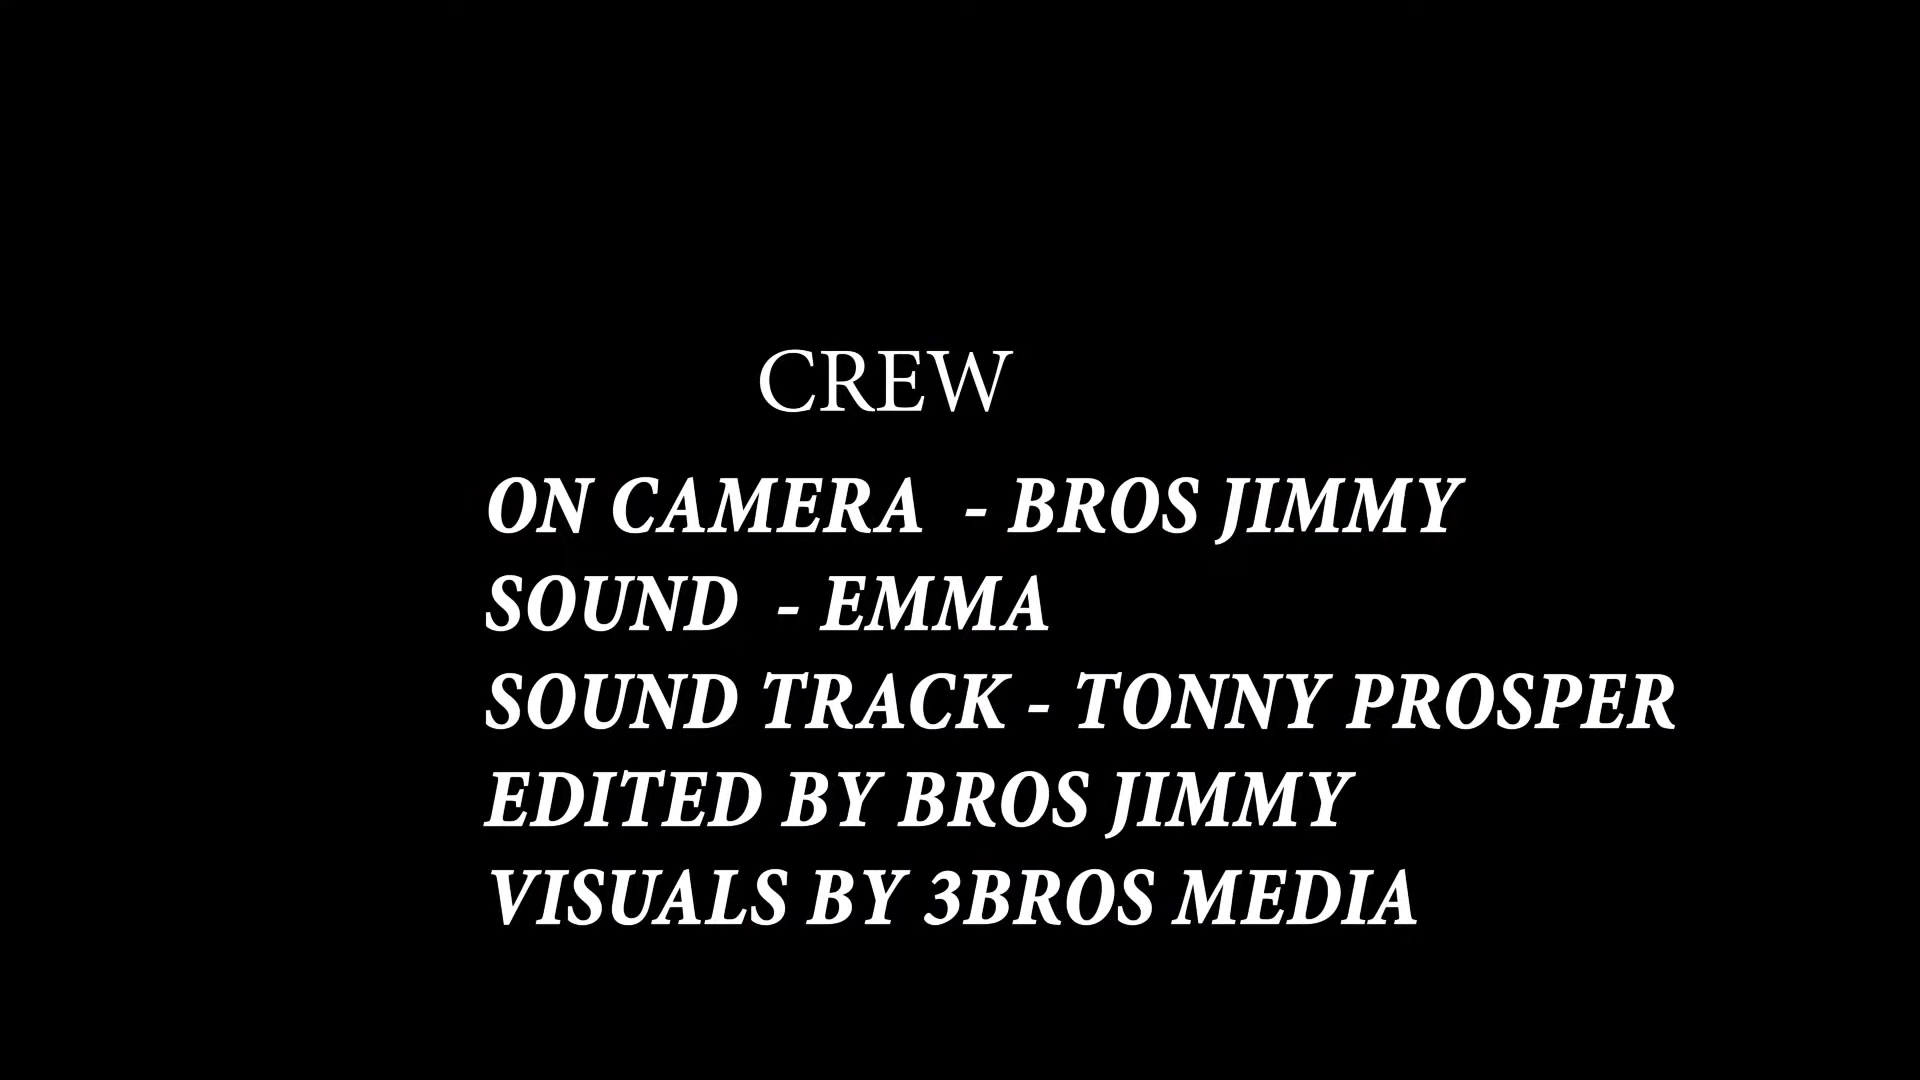 CREW
ON CAMERA - BROS JIMMY
SOUND - EMMA
SOUND TRACK - TONNY PROSPER
EDITED BY BROS JIMMY
VISUALS BY 3BROS MEDIA